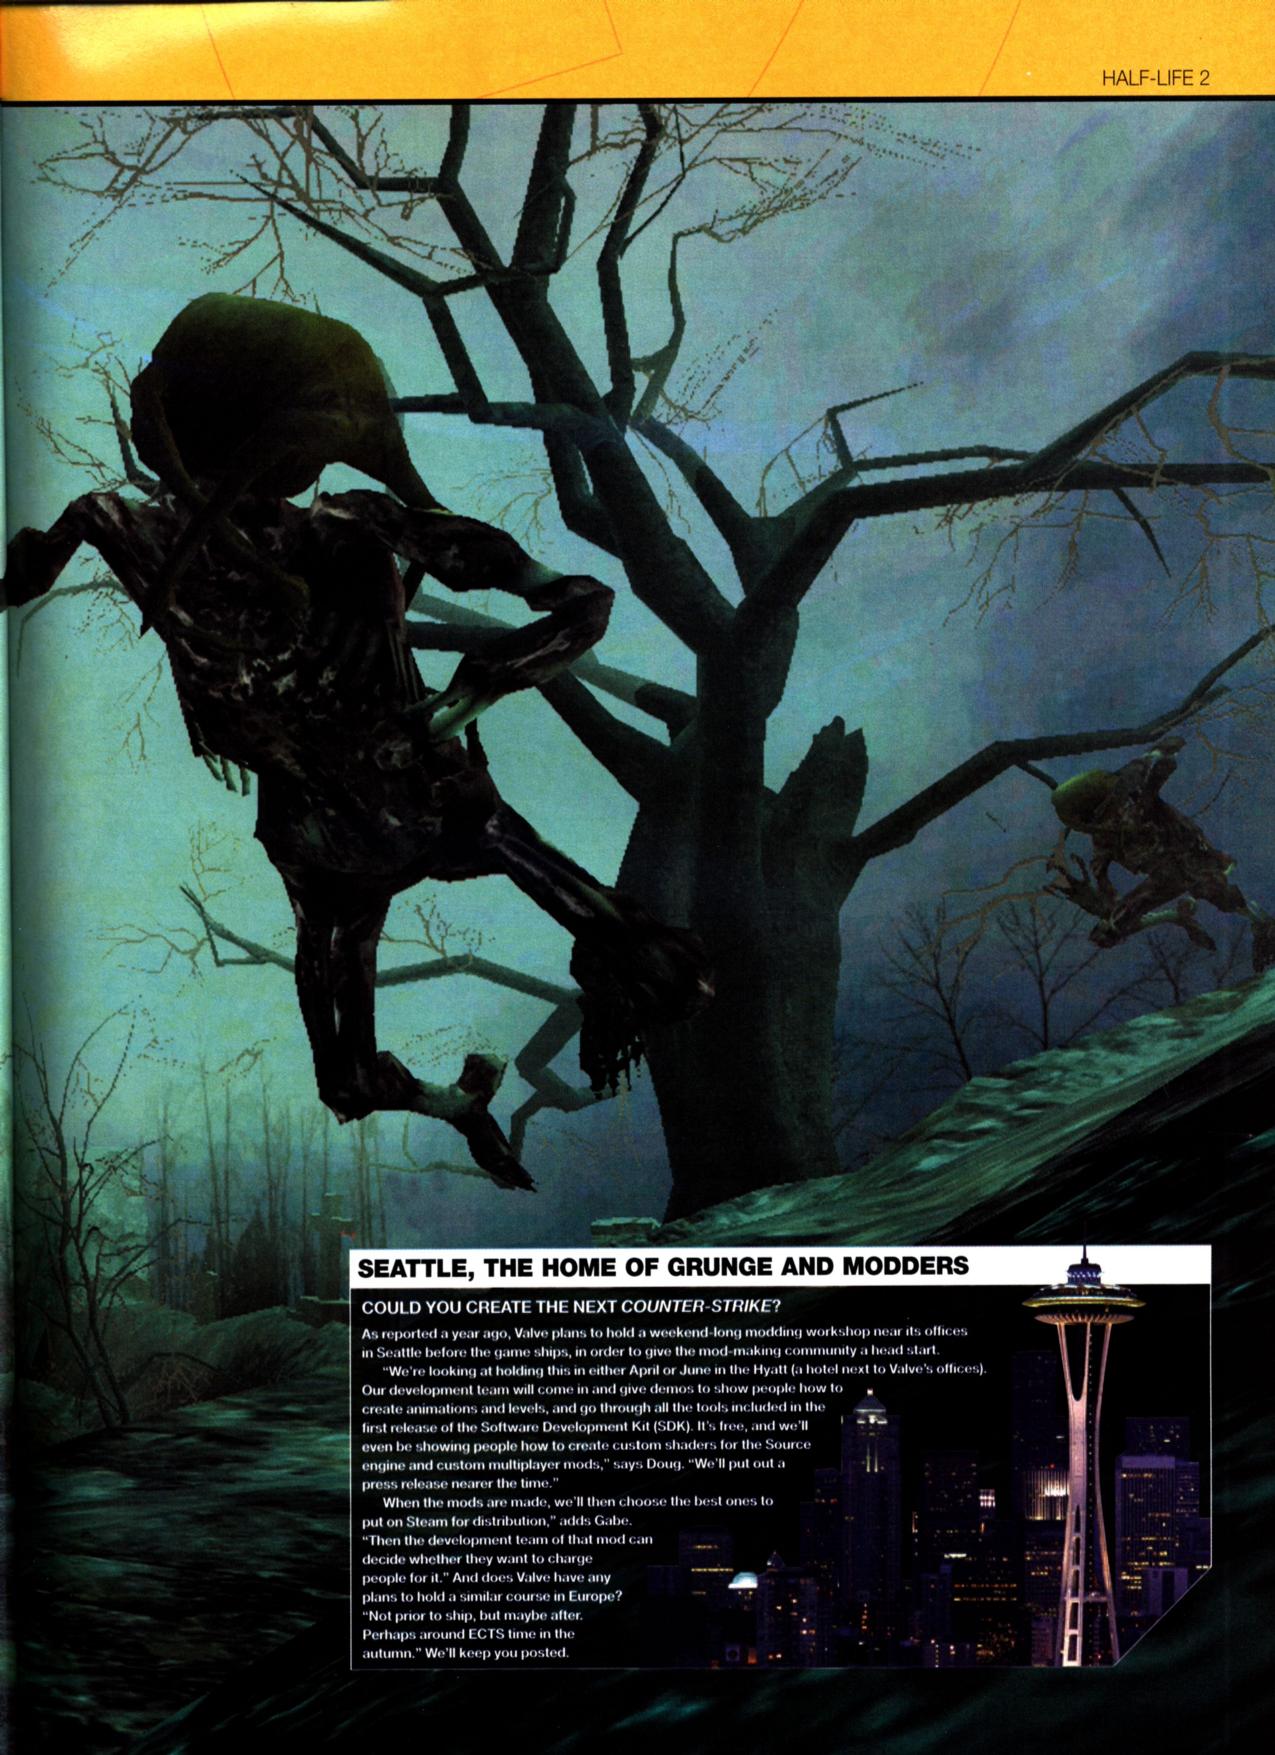 HALF-LIFE 2
SEATTLE, THE HOME OF GRUNGE AND MODDERS
COULD YOU CREATE THE NEXT COUNTER-STRIKE?
As reported a year ago, Valve plans to hold a weekend-long modding workshop near its offices
in Seattle before the game ships, in order to give the mod-making community a head start.
“We’re looking at holding this in either April or June in the Hyatt (a hotel next to Valve’s offices).
Our development team will come in and give demos to show people how to
create animations and levels, and go through all the tools included in the
first release of the Software Development Kit (SDK). It’s free, and we’ll
even be showing people how to create custom shaders for the Source
engine and custom multiplayer mods,” says Doug. “We’ll put out a
press release nearer the time.”
When the mods are made, we’ll then choose the best ones to
put on Steam for distribution,” adds Gabe.
“Then the development team of that mod can
decide whether they want to charge
people for it.” And does Valve have any
plans to hold a similar course in Europe?
“Not prior to ship, but maybe after.
Perhaps around ECTS time in the
autumn.” We’ll keep you posted.